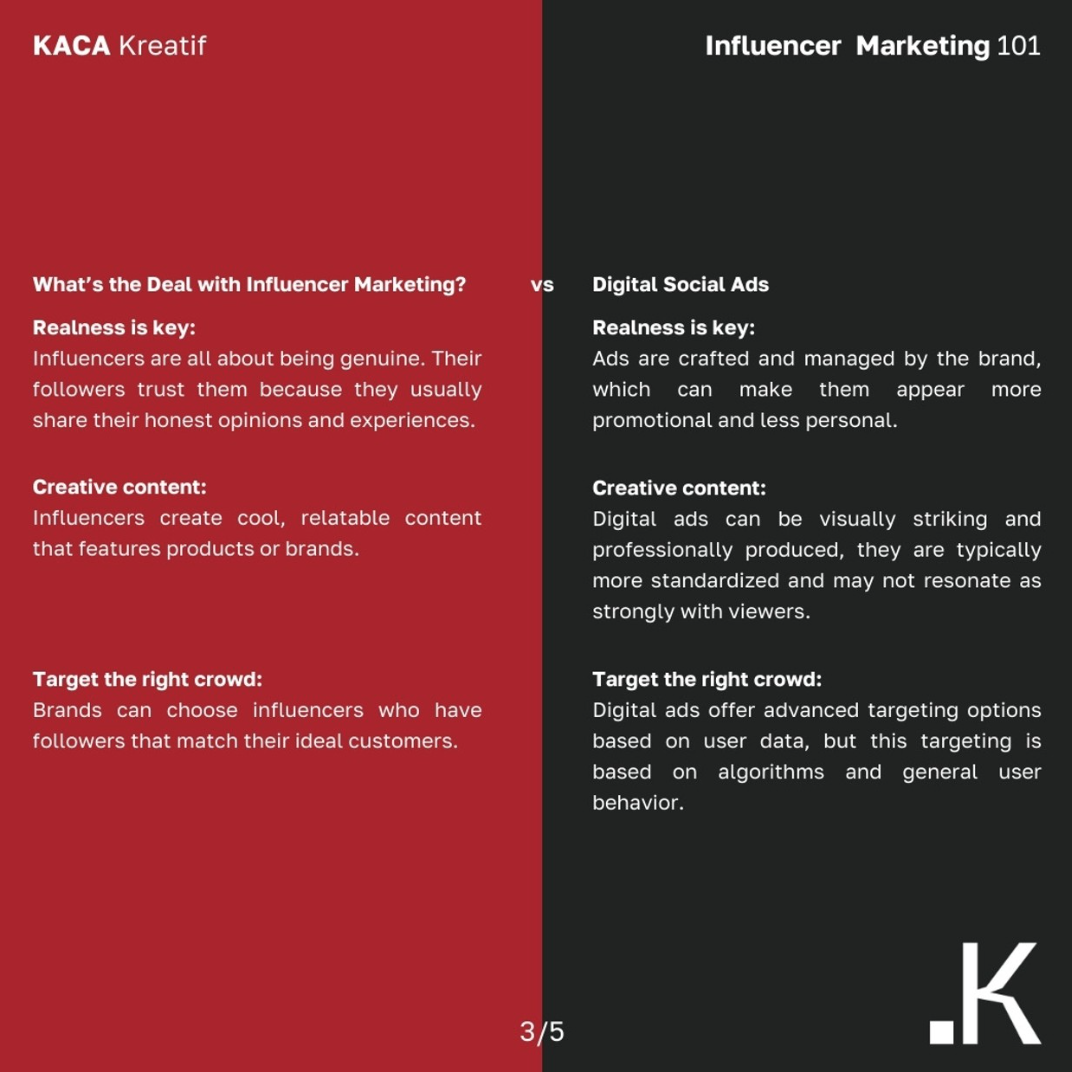 KACA Kreatif
Influencer Marketing 101
What's the Deal with Influencer Marketing?
vs
Digital Social Ads
Realness is key:
Influencers are all about being genuine. Their
followers trust them because they usually
share their honest opinions and experiences.
Creative content:
Influencers create cool, relatable content
that features products or brands.
Target the right crowd:
Brands can choose influencers who have
followers that match their ideal customers.
Realness is key:
Ads are crafted and managed by the brand,
which can make them appear more
promotional and less personal.
Creative content:
Digital ads can be visually striking and
professionally produced, they are typically
more standardized and may not resonate as
strongly with viewers.
Target the right crowd:
Digital ads offer advanced targeting options
based on user data, but this targeting is
based on algorithms and general user
behavior.
3/5
.K